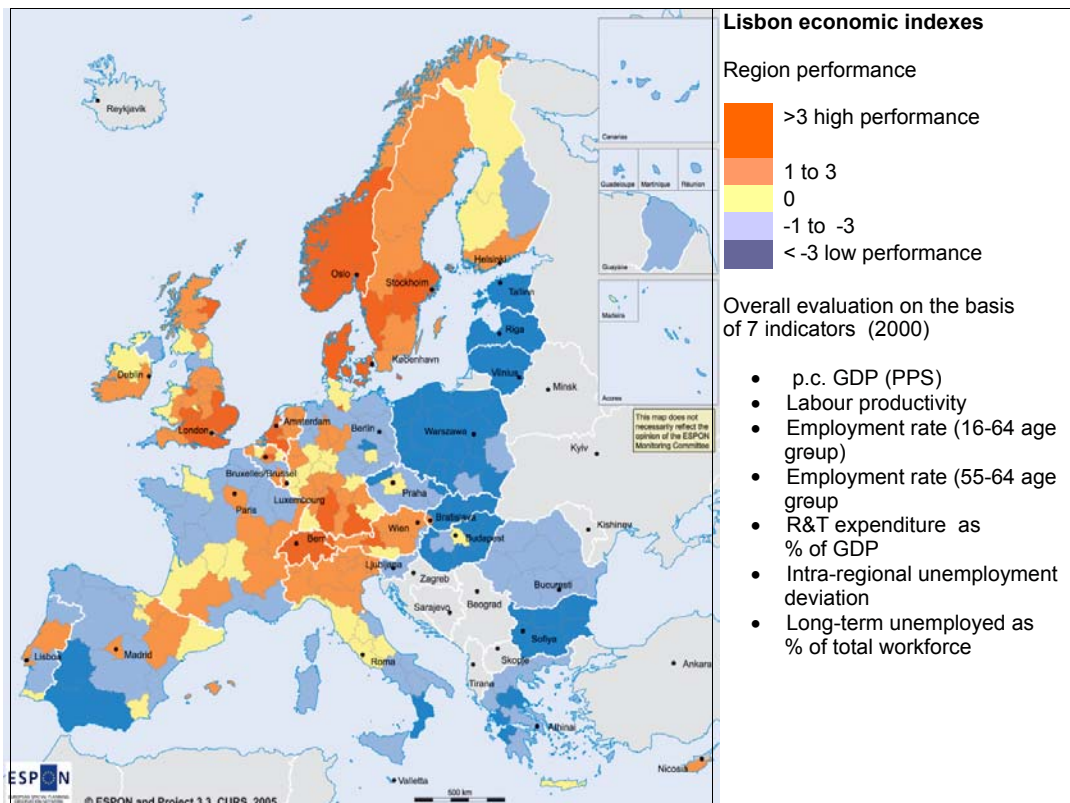 Lisbon economic indexes
Region performance
>3 high performance
1 to 3
0
-1 to -3
< -3 low performance
Overall evaluation on the basis
of 7 indicators (2000)
• p.c. GDP (PPS)
• Labour productivity
• Employment rate (16-64 age
group)
• Employment rate (55-64 age
group
• R&T expenditure as
% of GDP
• Intra-regional unemployment
deviation
• Long-term unemployed as
% of total workforce
Reykjavik
Canarias
Guadeloupe
Martinique
Réunion
Guayane
Madeira
Acores
This map does not
necessarily reflect the
opinion of the ESPON
Monitoring Committee
Oslo
Stockholm
Helsinki
Tallinn
Riga
Vilnius
København
Minsk
Dublin
London
Amsterdam
Berlin
Warszawa
Kyiv
Bruxelles/Brussel
Luxembourg
Praha
Paris
Wien
Bratislava
Budapest
Kishinev
Bern
Ljubljana
Zagreb
Bucuresti
Beograd
Sarajevo
Sofiya
Skopje
Tirana
Roma
Madrid
Lisboa
Ankara
Athinai
Nicosia
Valletta
500 km
ESPON
© ESPON and Project 3.3, CURS, 2005